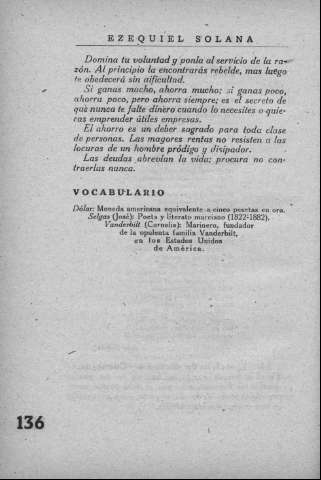 EZEQUIEL SOLANA
Domina tu voluntad y ponla al servicio de la ra-
zón. Al principio la encontrarás rebelde, mas luego
te obedecerá sin dificultad.
Si ganas mucho, ahorra mucho; si ganas poco,
ahorra poco, pero ahorra siempre; es el secreto de
que nunca te falte dinero cuando lo necesites o quie-
ras emprender útiles empresas.
El ahorro es un deber sagrado para toda clase
de personas. Las mayores rentas no resisten a las
locuras de un hombre pródigo y disipador.
Las deudas abrevian la vida; procura no con-
traerlas nunca.
VOCABULARIO
Dólar: Moneda americana equivalente a cinco pesetas en oro.
Selgas (José): Poeta y literato murciano (1822-1882).
Vanderbilt (Cornelio): Marinero, fundador
de la opulenta familia Vanderbilt,
en los Estados Unidos
de América.
136